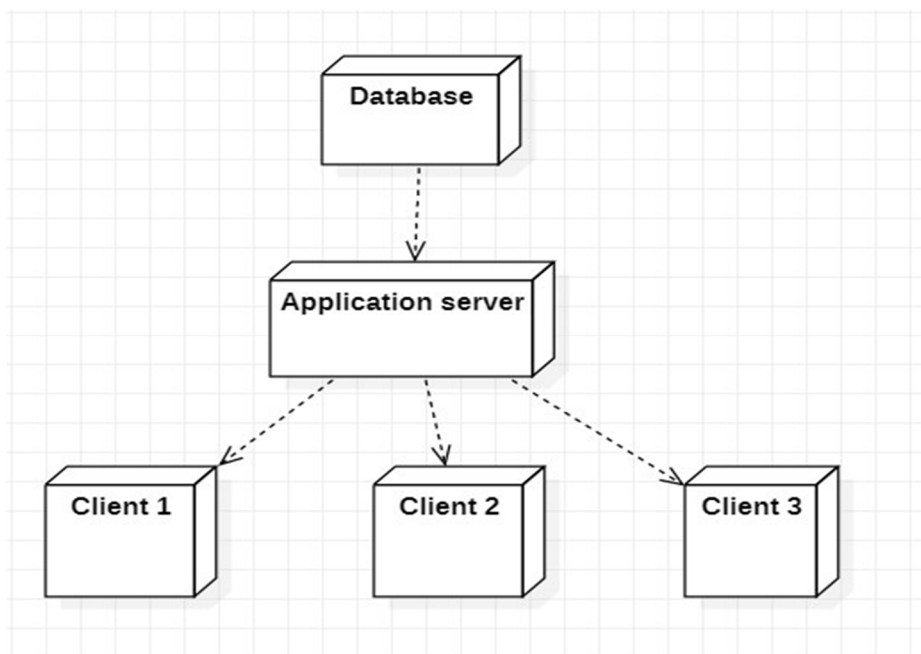 Database
Application server
Client 1
Client 2
Client 3